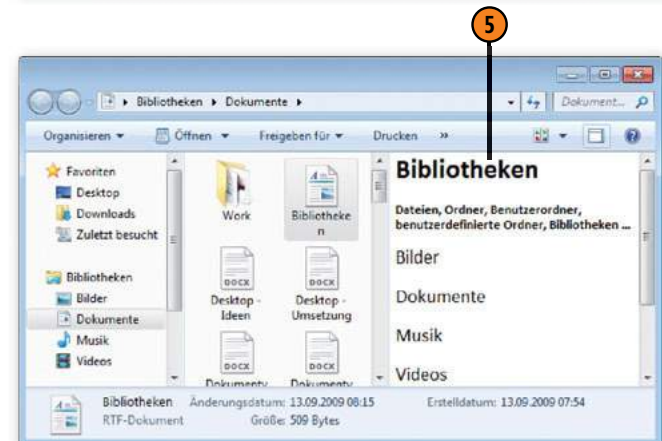 5
Bibliotheken Dokumente
Dokument...
Organisieren Öffnen Freigeben für Drucken »
Favoriten
Desktop
Downloads
Zuletzt besucht
Bibliotheken
Bilder
Dokumente
Musik
Videos
Work
Bibliotheke
n
DOCX
DOCX
Desktop -
Ideen
Desktop -
Umsetzung
DOCX
DOCX
Dokumenty
Dokumenty
Bibliotheken
Dateien, Ordner, Benutzerordner,
benutzerdefinierte Ordner, Bibliotheken ...
Bilder
Dokumente
Musik
Videos
Bibliotheken Änderungsdatum: 13.09.2009 08:15 Erstelldatum: 13.09.2009 07:54
RTF-Dokument Größe: 509 Bytes